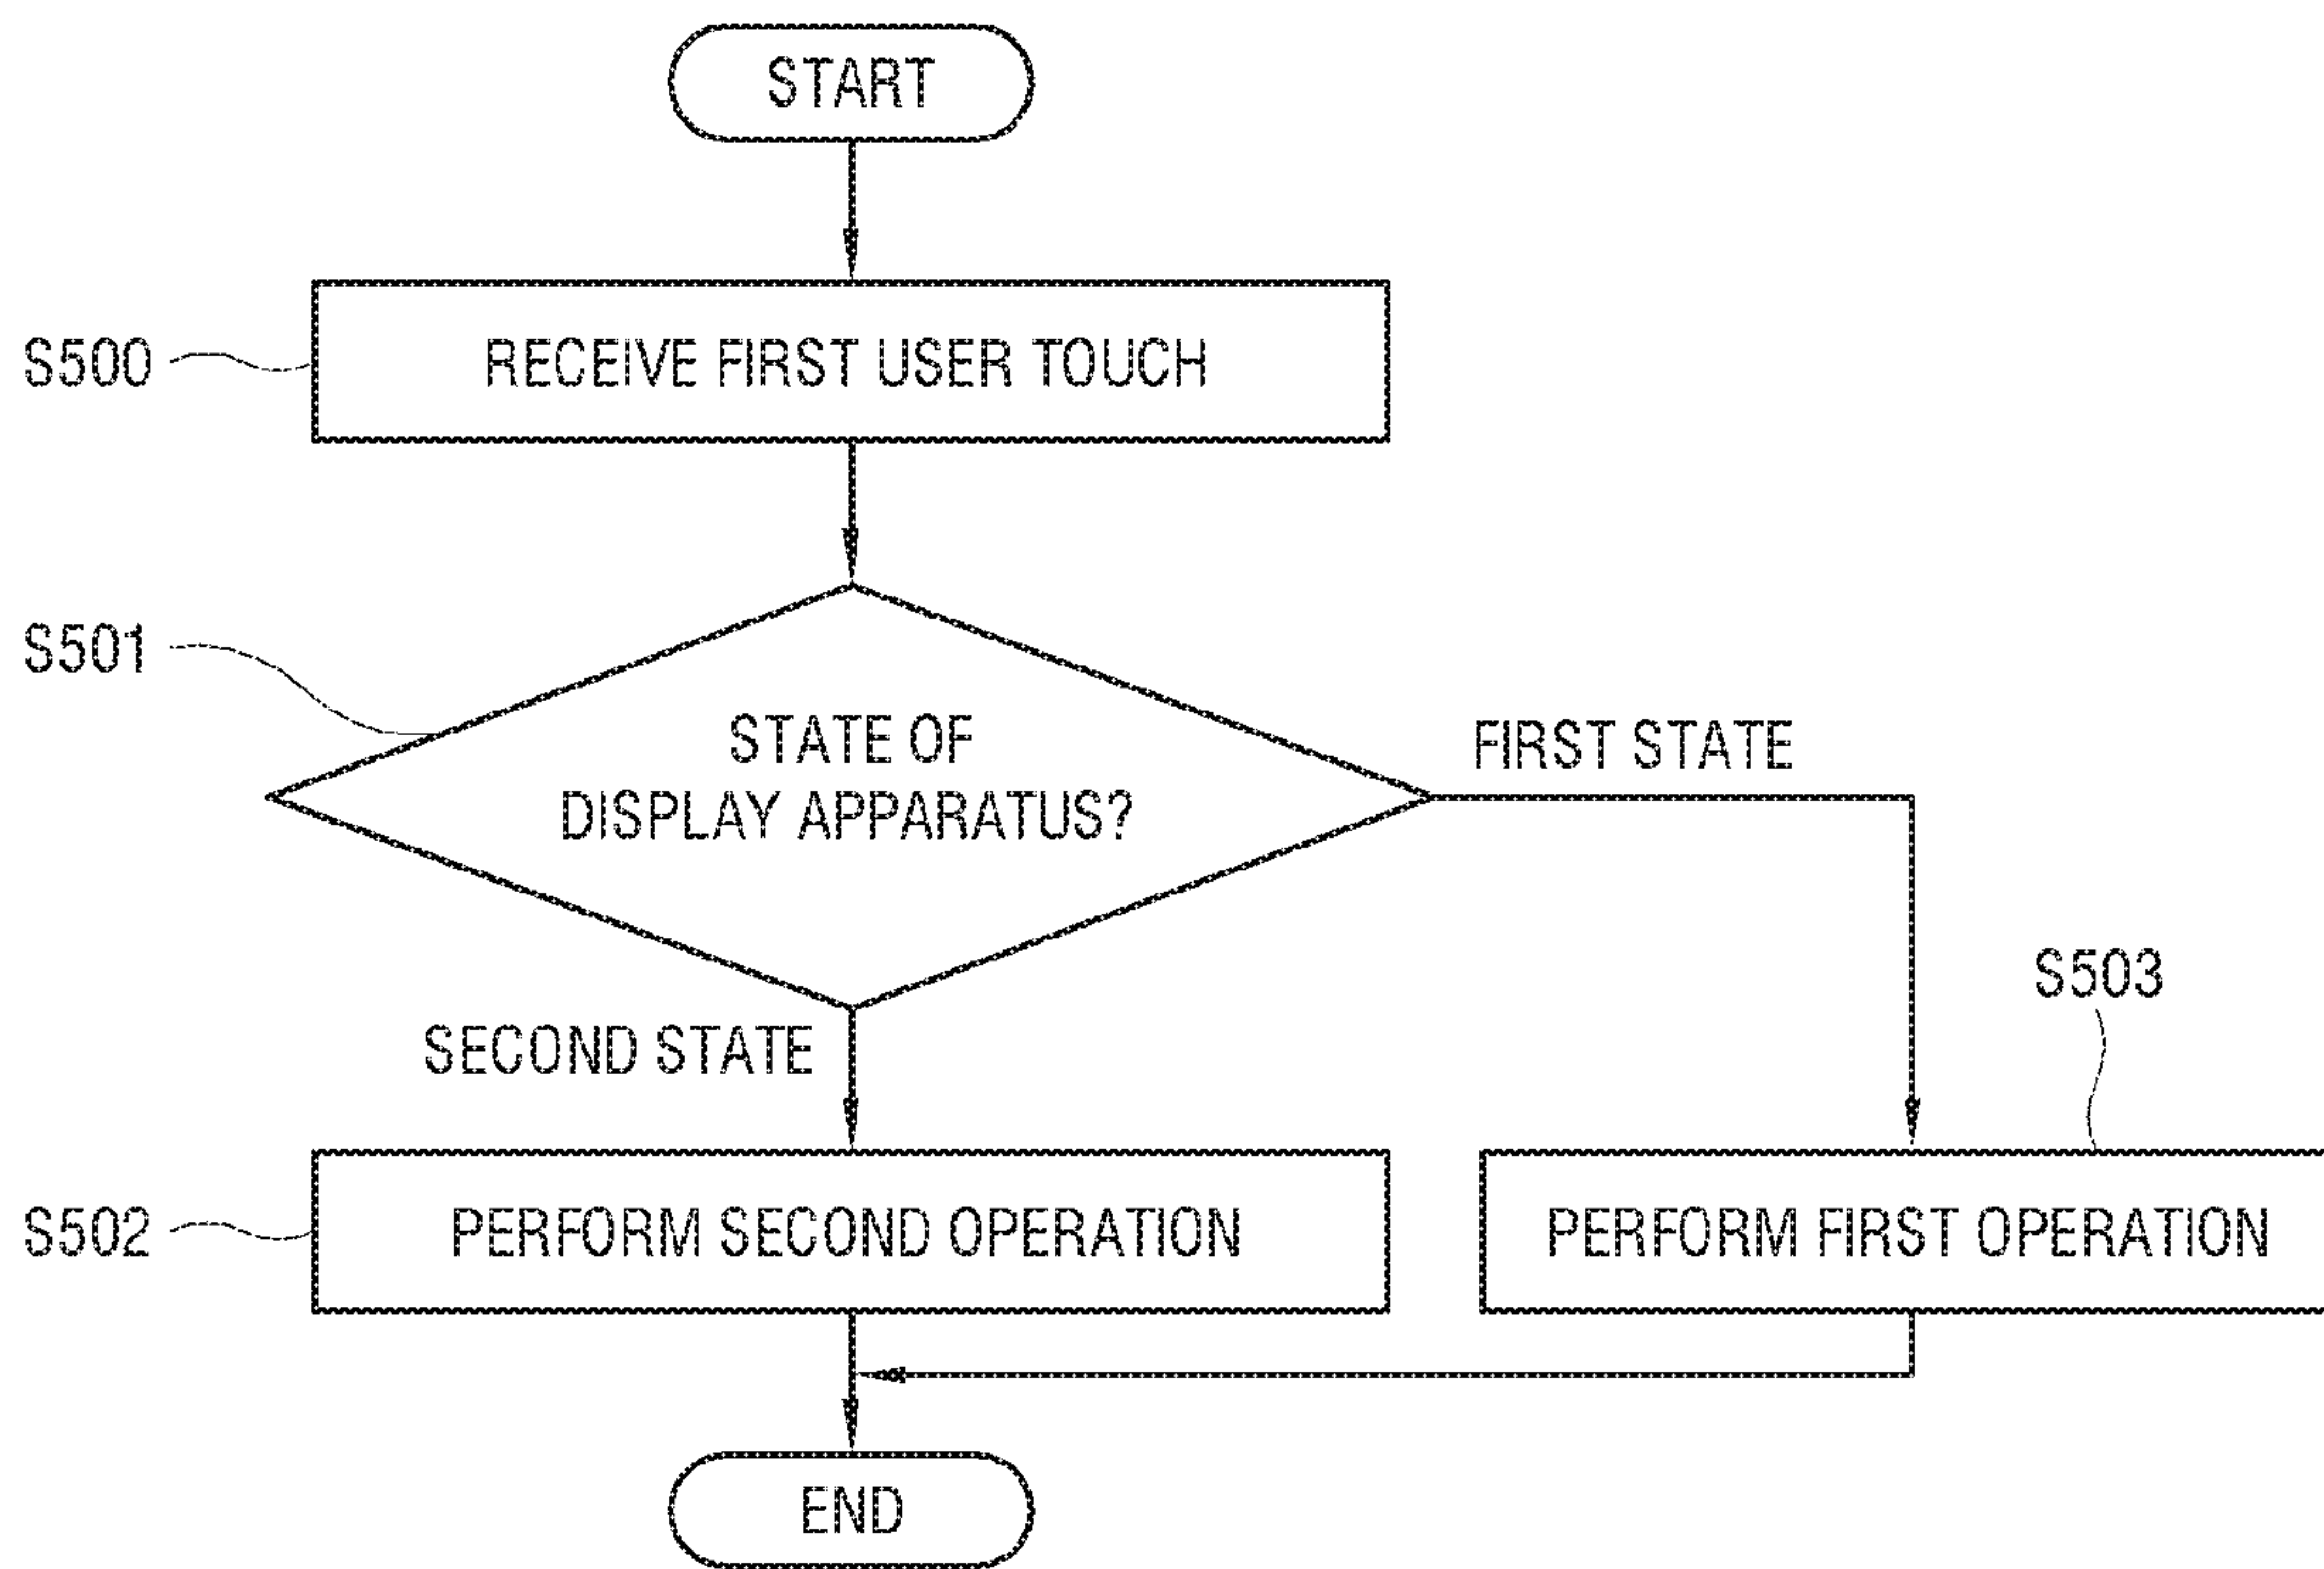 START
S500
RECEIVE FIRST USER TOUCH
S501
STATE OF
DISPLAY APPARATUS?
FIRST STATE
SECOND STATE
S503
S502
PERFORM SECOND OPERATION
PERFORM FIRST OPERATION
END